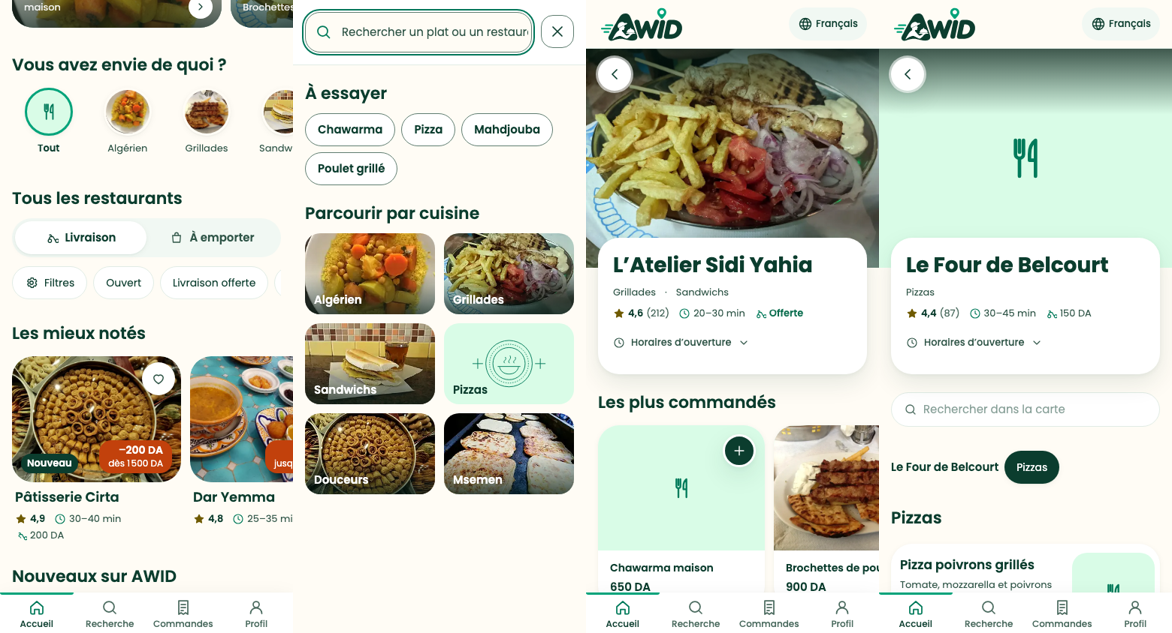 maison
Brochettes
Vous avez envie de quoi ?
Tout
Algérien
Grillades
Sandw
Tous les restaurants
Livraison
À emporter
Filtres
Ouvert
Livraison offerte
Les mieux notés
Nouveau
−200 DA
dès 1500 DA
jusq
Pâtisserie Cirta
4,9
30–40 min
200 DA
Dar Yemma
4,8
25–35 mi
Nouveaux sur AWID
Accueil
Recherche
Commandes
Profil
Rechercher un plat ou un restaur
À essayer
Chawarma
Pizza
Mahdjouba
Poulet grillé
Parcourir par cuisine
Algérien
Grillades
Sandwichs
Pizzas
Douceurs
Msemen
AWID
Français
L’Atelier Sidi Yahia
Grillades · Sandwichs
4,6 (212)
20–30 min
Offerte
Horaires d’ouverture
Les plus commandés
Chawarma maison
650 DA
Brochettes de pou
900 DA
Accueil
Recherche
Commandes
Profil
AWID
Français
Le Four de Belcourt
Pizzas
4,4 (87)
30–45 min
150 DA
Horaires d’ouverture
Rechercher dans la carte
Le Four de Belcourt
Pizzas
Pizzas
Pizza poivrons grillés
Tomate, mozzarella et poivrons
Accueil
Recherche
Commandes
Profil